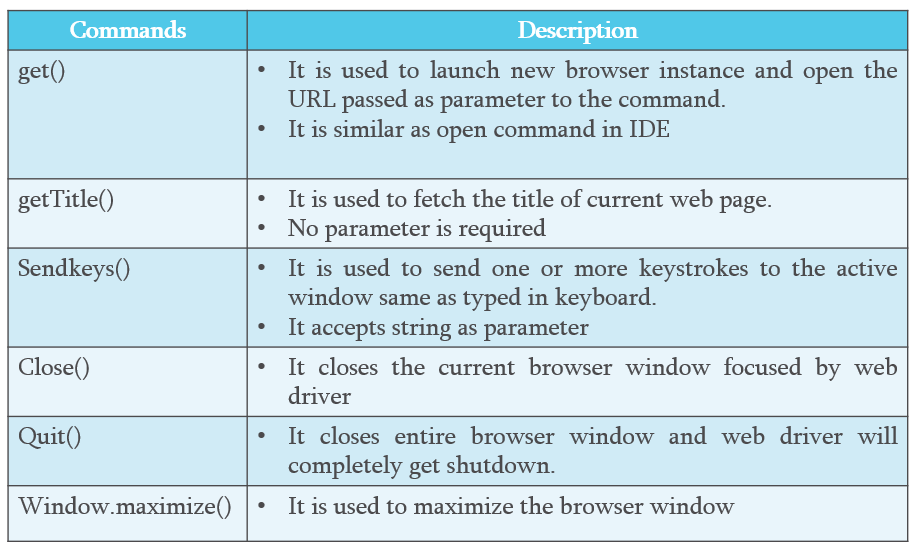 Commands Description
get()
• It is used to launch new browser instance and open the
URL passed as parameter to the command.
• It is similar as open command in IDE
getTitle()
• It is used to fetch the title of current web page.
• No parameter is required
Sendkeys()
• It is used to send one or more keystrokes to the active
window same as typed in keyboard.
• It accepts string as parameter
Close()
• It closes the current browser window focused by web
driver
Quit()
• It closes entire browser window and web driver will
completely get shutdown.
Window.maximize()
• It is used to maximize the browser window